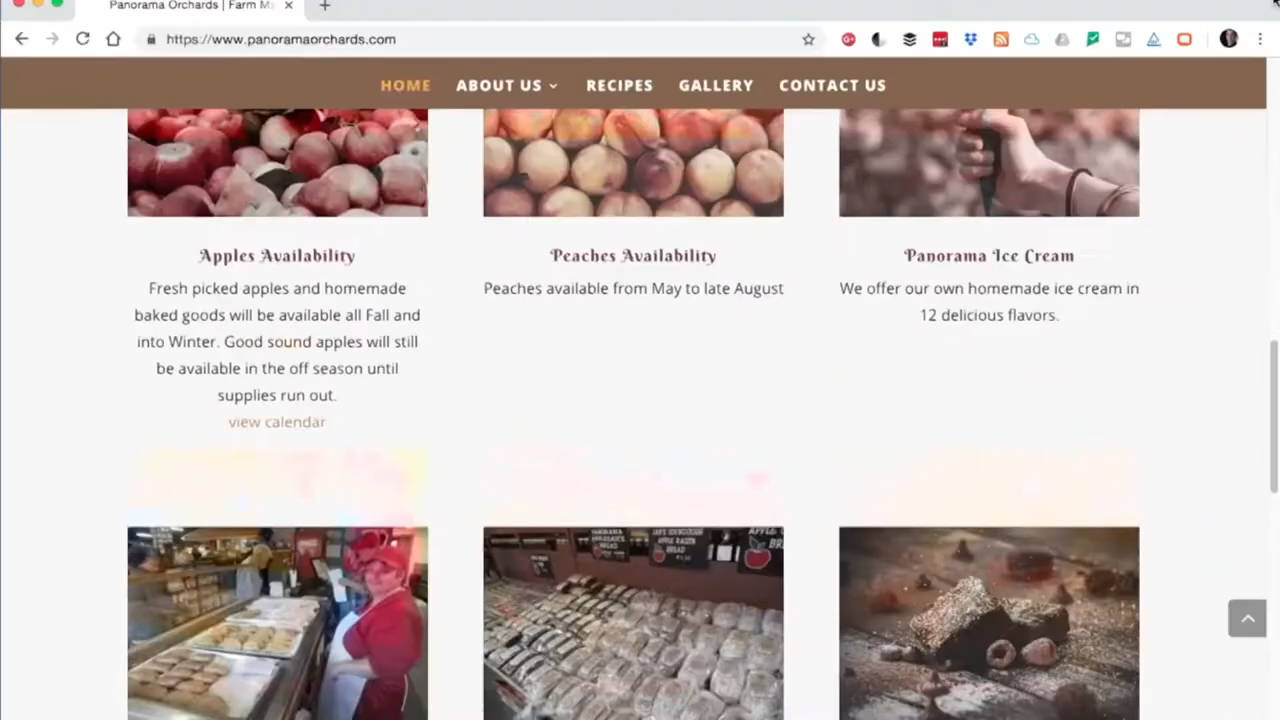 Panorama Orchards | Farm Ma
https://www.panoramaorchards.com
HOME ABOUT US RECIPES GALLERY CONTACT US
Apples Availability
Fresh picked apples and homemade
baked goods will be available all Fall and
into Winter. Good sound apples will still
be available in the off season until
supplies run out.
view calendar
Peaches Availability
Peaches available from May to late August
Panorama Ice Cream
We offer our own homemade ice cream in
12 delicious flavors.